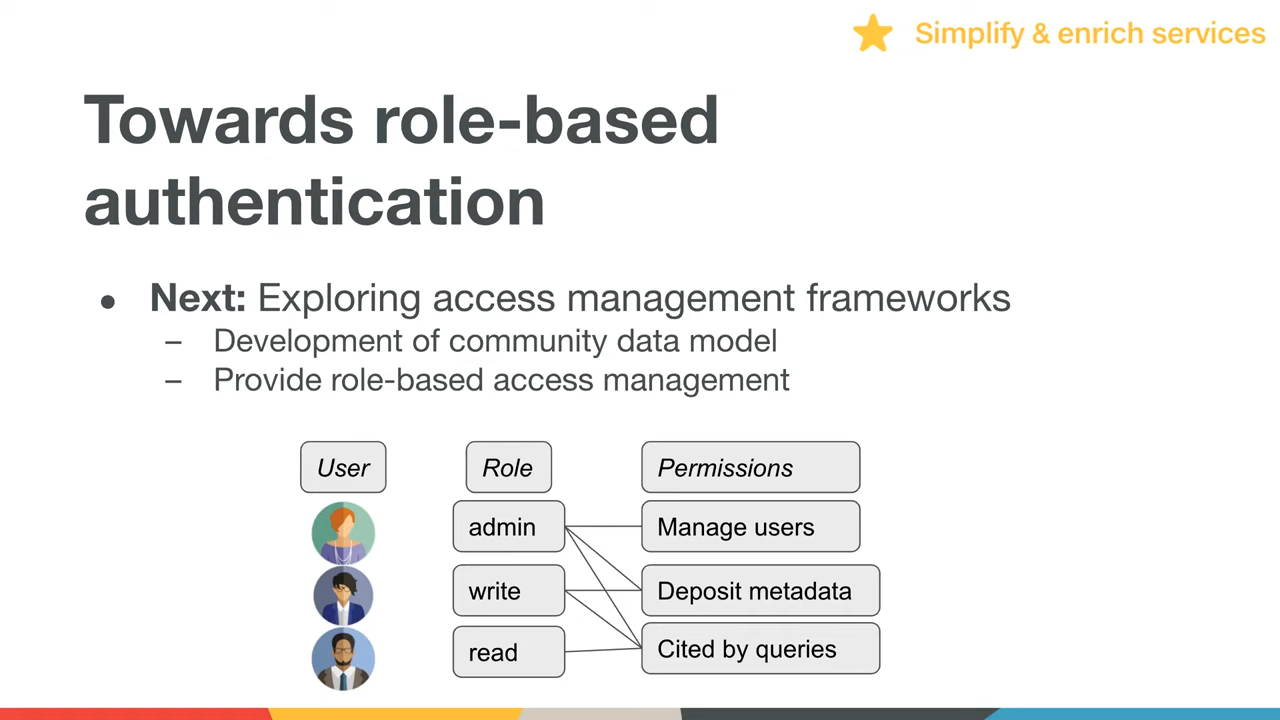 Simplify & enrich services
Towards role-based
authentication
● Next: Exploring access management frameworks
– Development of community data model
– Provide role-based access management
User Role Permissions
admin Manage users
write Deposit metadata
read Cited by queries